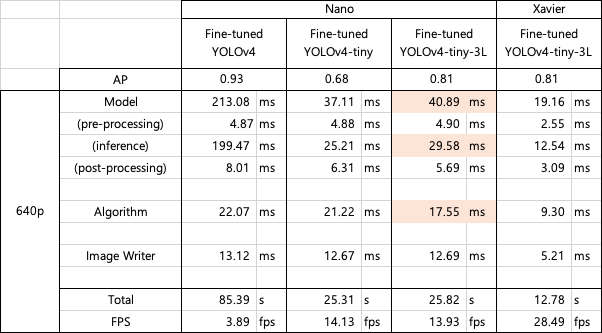 Nano Xavier
Fine-tuned Fine-tuned Fine-tuned Fine-tuned
YOLOv4 YOLOv4-tiny YOLOv4-tiny-3L YOLOv4-tiny-3L
AP 0.93 0.68 0.81 0.81
Model 213.08 ms 37.11 ms 40.89 ms 19.16 ms
(pre-processing) 4.87 ms 4.88 ms 4.90 ms 2.55 ms
(inference) 199.47 ms 25.21 ms 29.58 ms 12.54 ms
(post-processing) 8.01 ms 6.31 ms 5.69 ms 3.09 ms
640p Algorithm 22.07 ms 21.22 ms 17.55 ms 9.30 ms
Image Writer 13.12 ms 12.67 ms 12.69 ms 5.21 ms
Total 85.39 s 25.31 s 25.82 s 12.78 s
FPS 3.89 fps 14.13 fps 13.93 fps 28.49 fps